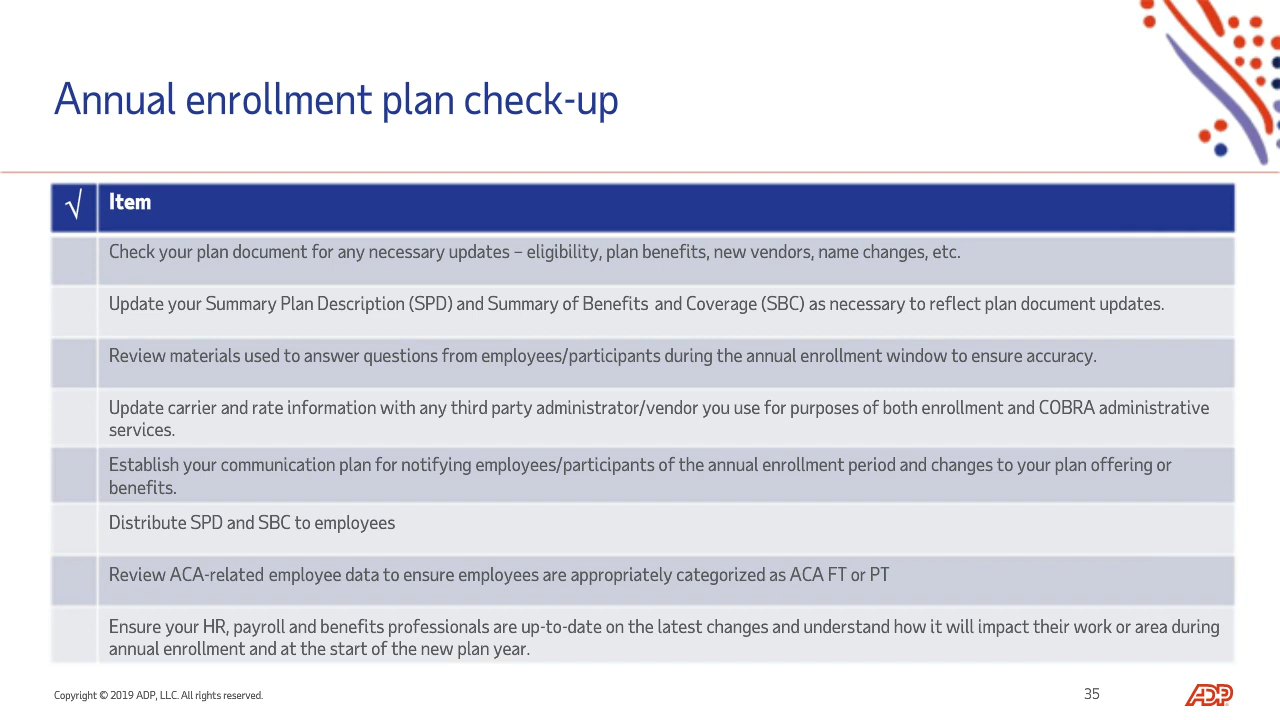 Annual enrollment plan check-up
√ Item
Check your plan document for any necessary updates – eligibility, plan benefits, new vendors, name changes, etc.
Update your Summary Plan Description (SPD) and Summary of Benefits and Coverage (SBC) as necessary to reflect plan document updates.
Review materials used to answer questions from employees/participants during the annual enrollment window to ensure accuracy.
Update carrier and rate information with any third party administrator/vendor you use for purposes of both enrollment and COBRA administrative
services.
Establish your communication plan for notifying employees/participants of the annual enrollment period and changes to your plan offering or
benefits.
Distribute SPD and SBC to employees
Review ACA-related employee data to ensure employees are appropriately categorized as ACA FT or PT
Ensure your HR, payroll and benefits professionals are up-to-date on the latest changes and understand how it will impact their work or area during
annual enrollment and at the start of the new plan year.
Copyright © 2019 ADP, LLC. All rights reserved.
35
ADP